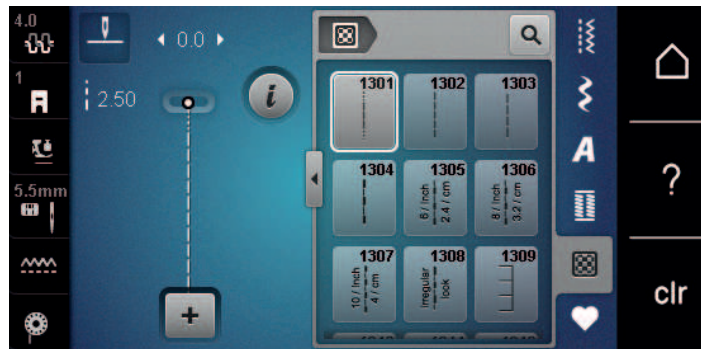 4.0
1
5.5mm
0.0
2.50
i
+
1301
1302
1303
1304
1305
6 / Inch
2.4 / cm
1306
8 / Inch
3.2 / cm
1307
10 / Inch
4 / cm
1308
irregular
look
1309
A
?
clr